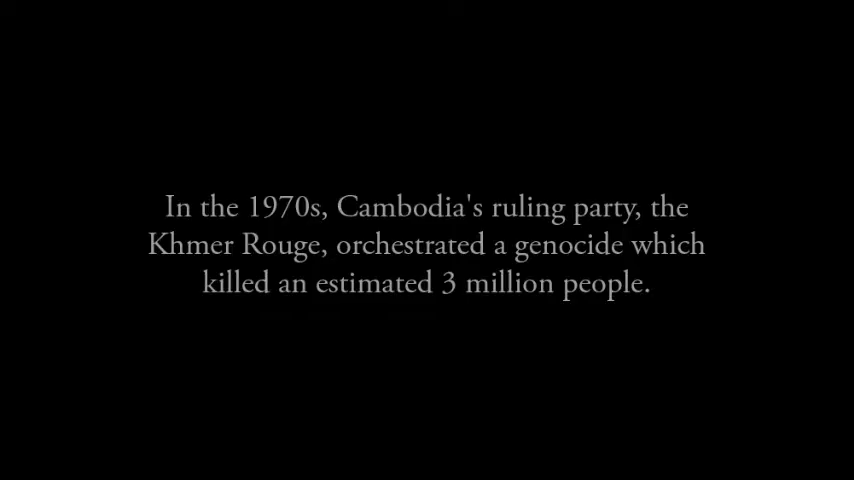 In the 1970s, Cambodia's ruling party, the
Khmer Rouge, orchestrated a genocide which
killed an estimated 3 million people.